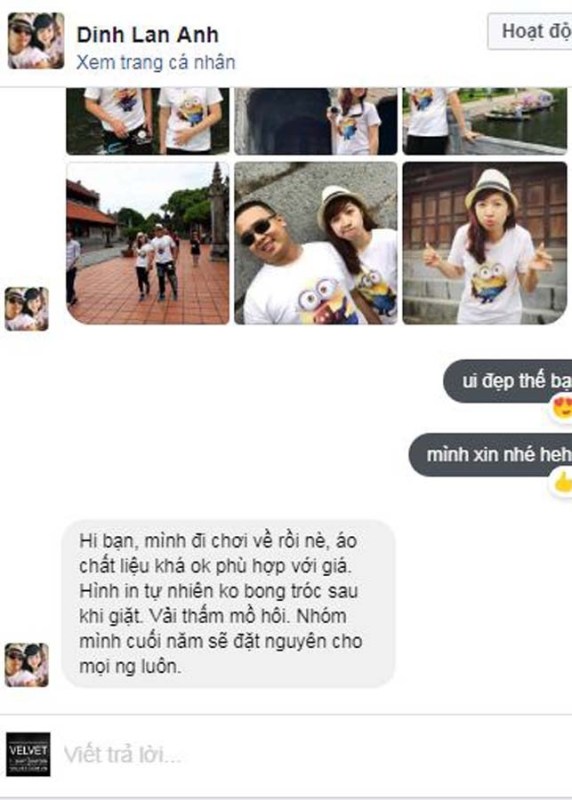 Dinh Lan Anh
Xem trang cá nhân
Hoạt độ
ui đẹp thế bạ
mình xin nhé heh
Hi bạn, mình đi chơi về rồi nè, áo
chất liệu khá ok phù hợp với giá.
Hình in tự nhiên ko bong tróc sau
khi giặt. Vải thấm mồ hôi. Nhóm
mình cuối năm sẽ đặt nguyên cho
mọi ng luôn.
VELVET
Viết trả lời...